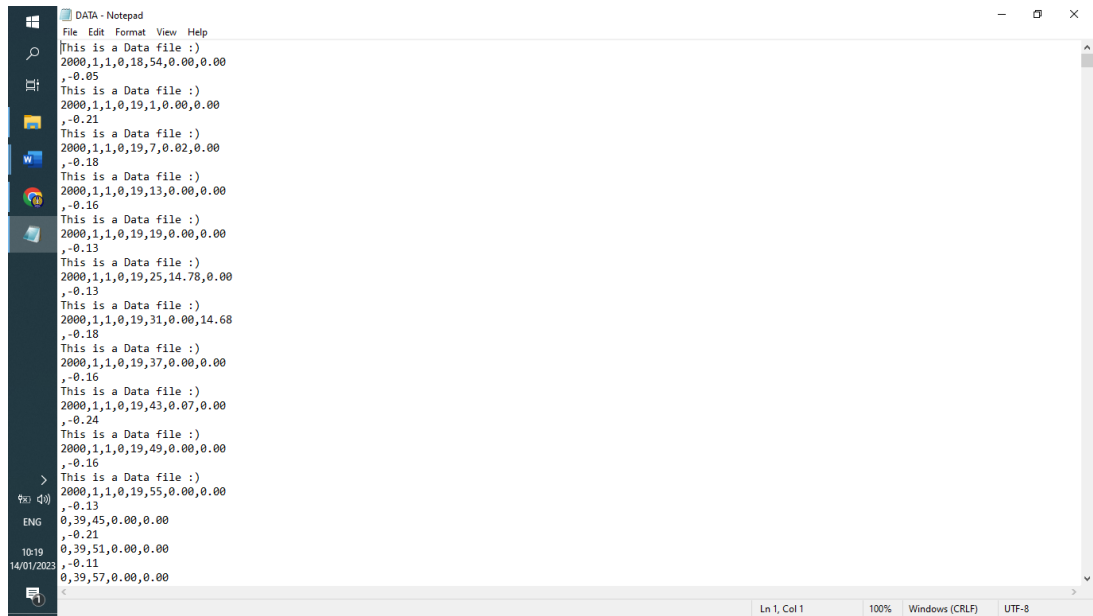 DATA - Notepad
File Edit Format View Help
This is a Data file :)
2000,1,1,0,18,54,0.00,0.00
,-0.05
This is a Data file :)
2000,1,1,0,19,1,0.00,0.00
,-0.21
This is a Data file :)
2000,1,1,0,19,7,0.02,0.00
,-0.18
This is a Data file :)
2000,1,1,0,19,13,0.00,0.00
,-0.16
This is a Data file :)
2000,1,1,0,19,19,0.00,0.00
,-0.13
This is a Data file :)
2000,1,1,0,19,25,14.78,0.00
,-0.13
This is a Data file :)
2000,1,1,0,19,31,0.00,14.68
,-0.18
This is a Data file :)
2000,1,1,0,19,37,0.00,0.00
,-0.16
This is a Data file :)
2000,1,1,0,19,43,0.07,0.00
,-0.24
This is a Data file :)
2000,1,1,0,19,49,0.00,0.00
,-0.16
This is a Data file :)
2000,1,1,0,19,55,0.00,0.00
,-0.13
0,39,45,0.00,0.00
,-0.21
0,39,51,0.00,0.00
,-0.11
0,39,57,0.00,0.00
ENG
10:19
14/01/2023
1
Ln 1, Col 1
100%
Windows (CRLF)
UTF-8